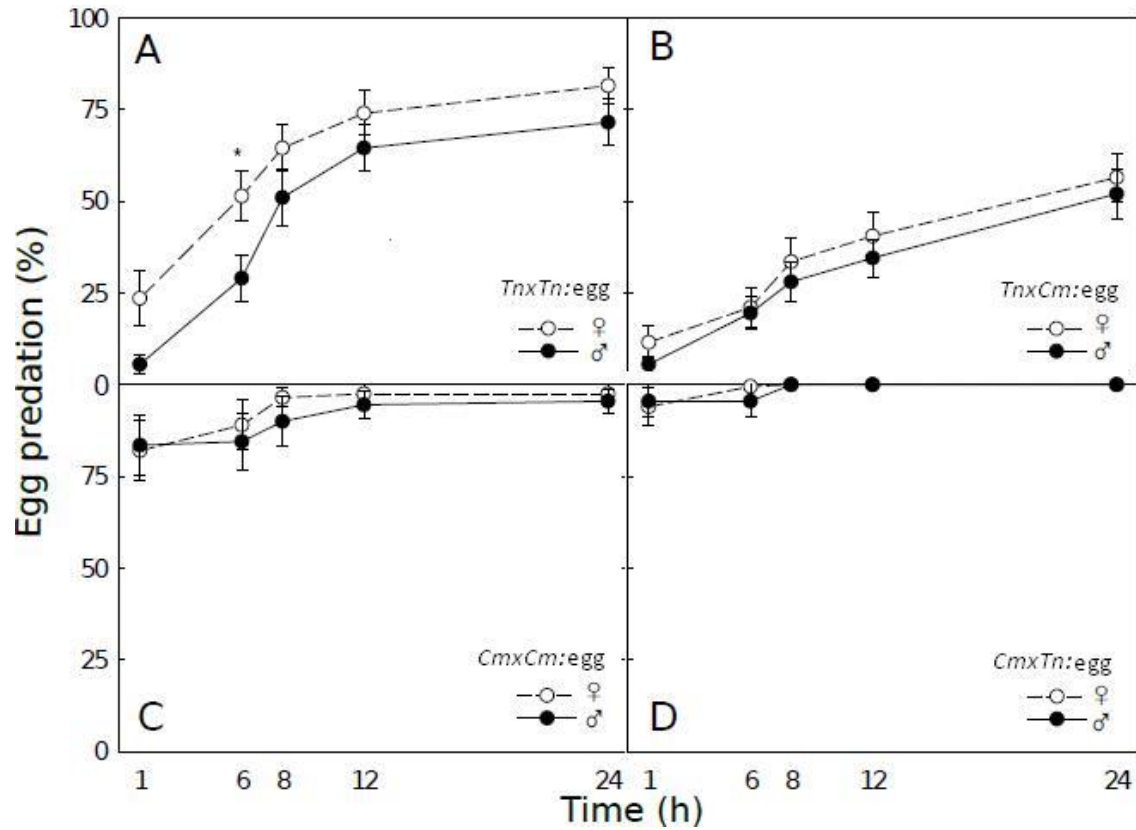 100
75
50
25
0
75
50
25
0
Egg predation (%)
A
*
TnxTn:egg
♀
♂
B
TnxCm:egg
♀
♂
C
CmxCm:egg
♀
♂
D
CmxTn:egg
♀
♂
1 6 8 12 24
1 6 8 12 24
Time (h)